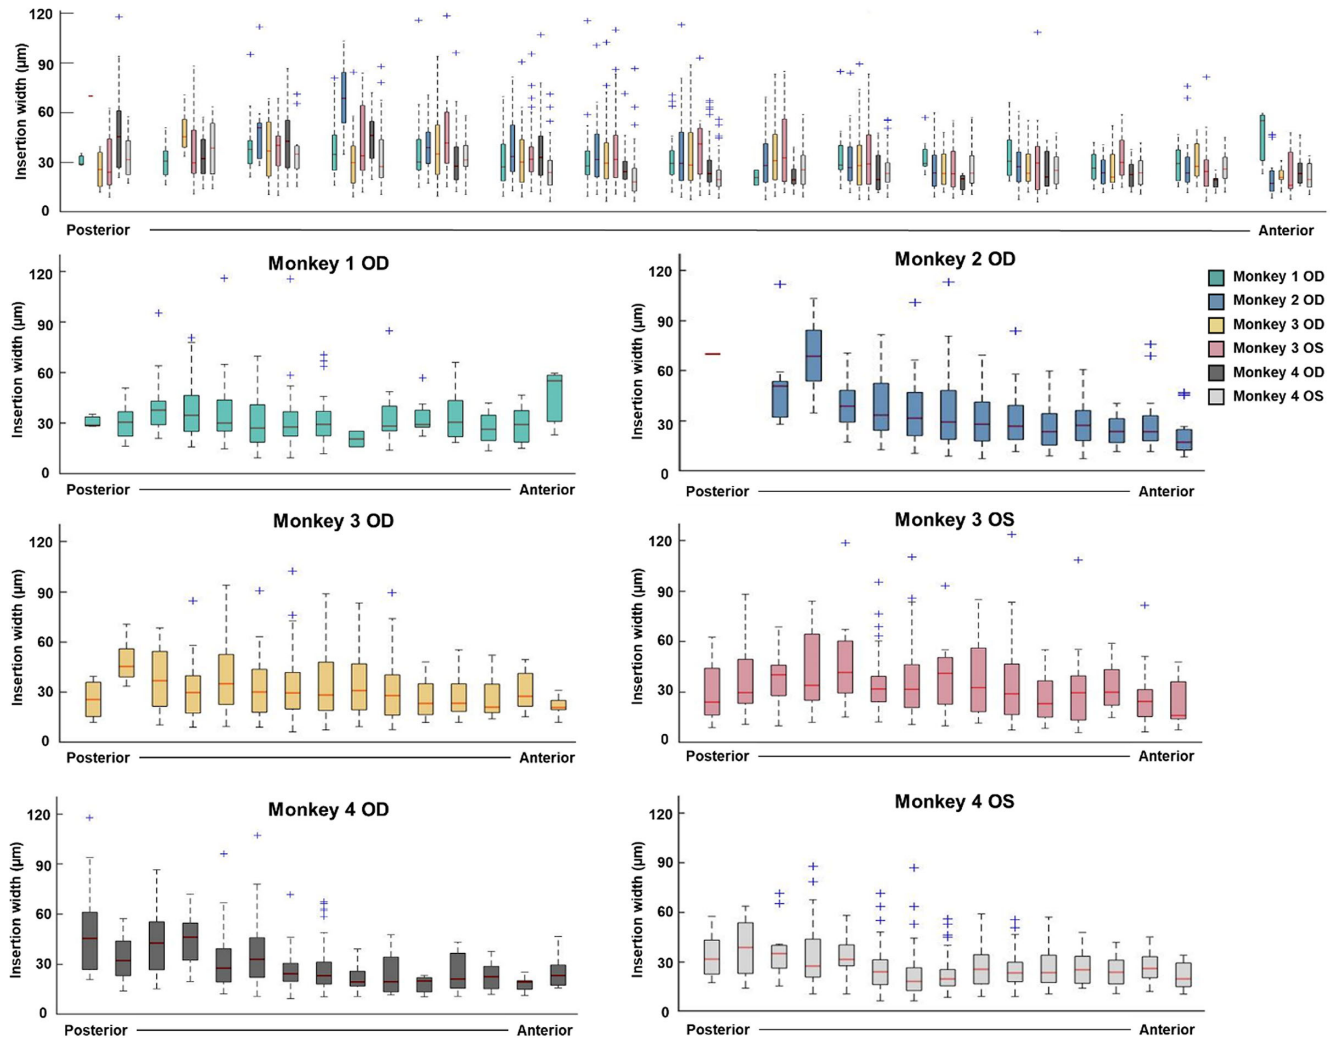 Insertion width (µm)
120
90
60
30
0
Posterior
Anterior
Monkey 1 OD
Insertion width (µm)
120
90
60
30
0
Posterior
Anterior
Monkey 2 OD
Insertion width (µm)
120
90
60
30
0
Posterior
Anterior
Monkey 1 OD
Monkey 2 OD
Monkey 3 OD
Monkey 3 OS
Monkey 4 OD
Monkey 4 OS
Monkey 3 OD
Insertion width (µm)
120
90
60
30
0
Posterior
Anterior
Monkey 3 OS
Insertion width (µm)
120
90
60
30
0
Posterior
Anterior
Monkey 4 OD
Insertion width (µm)
120
90
60
30
0
Posterior
Anterior
Monkey 4 OS
Insertion width (µm)
120
90
60
30
0
Posterior
Anterior